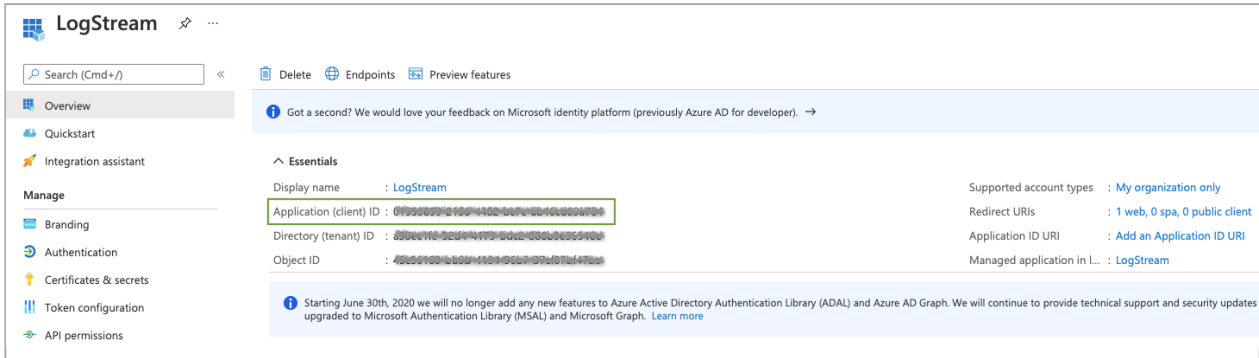 LogStream
Search (Cmd+/)
«
Delete
Endpoints
Preview features
Overview
Got a second? We would love your feedback on Microsoft identity platform (previously Azure AD for developer). →
Quickstart
Integration assistant
Essentials
Manage
Display name : LogStream
Supported account types : My organization only
Application (client) ID :
Redirect URIs : 1 web, 0 spa, 0 public client
Branding
Directory (tenant) ID :
Application ID URI : Add an Application ID URI
Authentication
Object ID :
Managed application in l... : LogStream
Certificates & secrets
Token configuration
Starting June 30th, 2020 we will no longer add any new features to Azure Active Directory Authentication Library (ADAL) and Azure AD Graph. We will continue to provide technical support and security updates
upgraded to Microsoft Authentication Library (MSAL) and Microsoft Graph. Learn more
API permissions